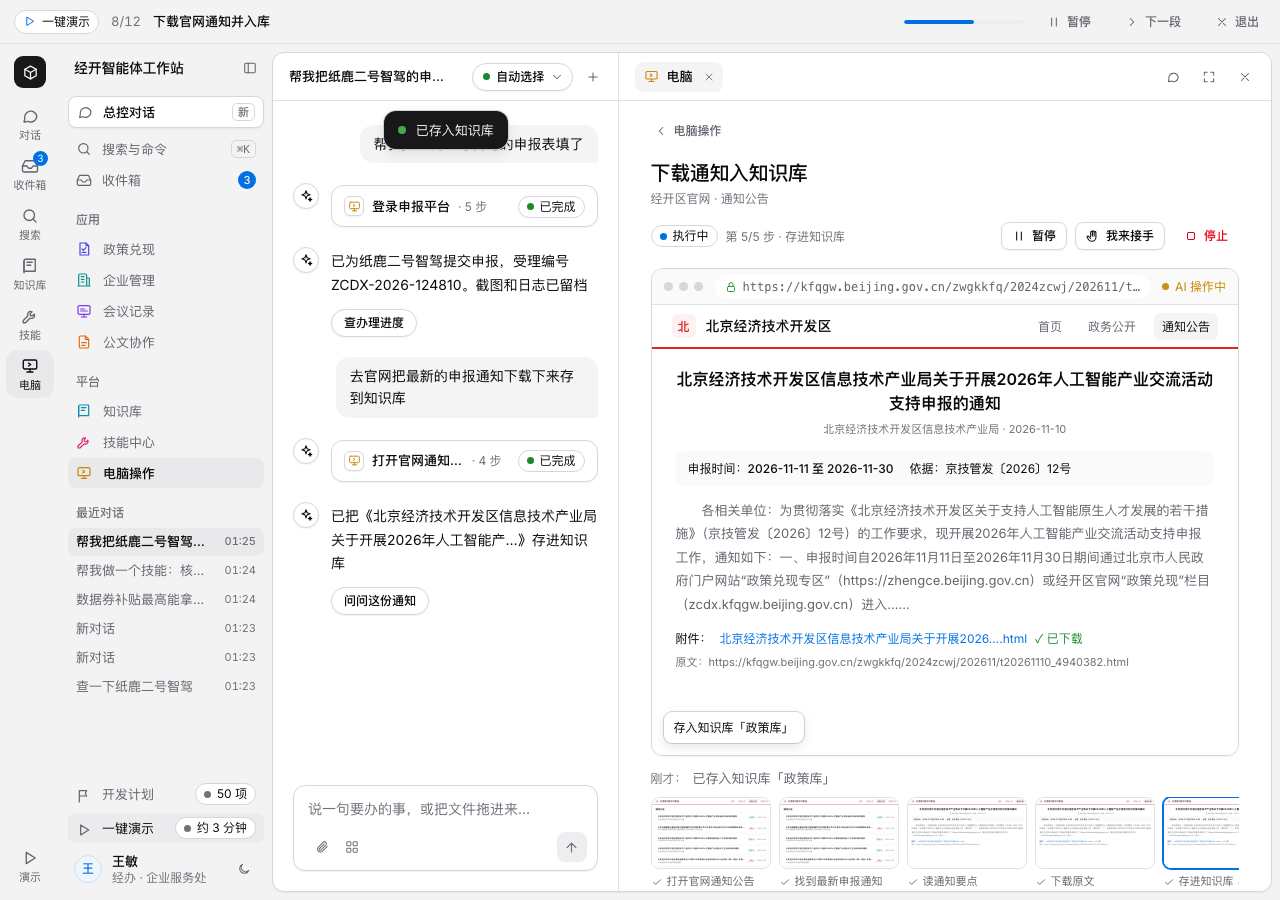 一键演示
8/12
下载官网通知并入库
暂停
下一段
退出
对话
3
收件箱
搜索
知识库
技能
电脑
演示
经开智能体工作站
总控对话
新
搜索与命令
⌘K
收件箱
3
应用
政策兑现
企业管理
会议记录
公文协作
平台
知识库
技能中心
电脑操作
最近对话
帮我把纸鹿二号智驾… 01:25
帮我做一个技能：核… 01:24
数据券补贴最高能拿… 01:24
新对话 01:23
新对话 01:23
查一下纸鹿二号智驾 01:23
开发计划
50 项
一键演示
约 3 分钟
王
王敏
经办 · 企业服务处
帮我把纸鹿二号智驾的申…
自动选择
已存入知识库
的申报表填了
登录申报平台 · 5 步
已完成
已为纸鹿二号智驾提交申报，受理编号
ZCDX-2026-124810。截图和日志已留档
查办理进度
去官网把最新的申报通知下载下来存
到知识库
打开官网通知… · 4 步
已完成
已把《北京经济技术开发区信息技术产业局
关于开展2026年人工智能产…》存进知识
库
问问这份通知
说一句要办的事，或把文件拖进来…
电脑
电脑操作
下载通知入知识库
经开区官网 · 通知公告
执行中
第 5/5 步 · 存进知识库
暂停
我来接手
停止
https://kfqgw.beijing.gov.cn/zwgkkfq/2024zcwj/202611/t…
AI 操作中
北
北京经济技术开发区
首页
政务公开
通知公告
北京经济技术开发区信息技术产业局关于开展2026年人工智能产业交流活动
支持申报的通知
北京经济技术开发区信息技术产业局 · 2026-11-10
申报时间：2026-11-11 至 2026-11-30
依据：京技管发〔2026〕12号
各相关单位：为贯彻落实《北京经济技术开发区关于支持人工智能原生人才发展的若干措
施》（京技管发〔2026〕12号）的工作要求，现开展2026年人工智能产业交流活动支持申报
工作，通知如下：一、申报时间自2026年11月11日至2026年11月30日期间通过北京市人民政
府门户网站“政策兑现专区”（https://zhengce.beijing.gov.cn）或经开区官网“政策兑现”栏目
（zcdx.kfqgw.beijing.gov.cn）进入……
附件：
北京经济技术开发区信息技术产业局关于开展2026....html
✓ 已下载
原文：https://kfqgw.beijing.gov.cn/zwgkkfq/2024zcwj/202611/t20261110_4940382.html
存入知识库「政策库」
刚才：
已存入知识库「政策库」
打开官网通知公告
找到最新申报通知
读通知要点
下载原文
存进知识库